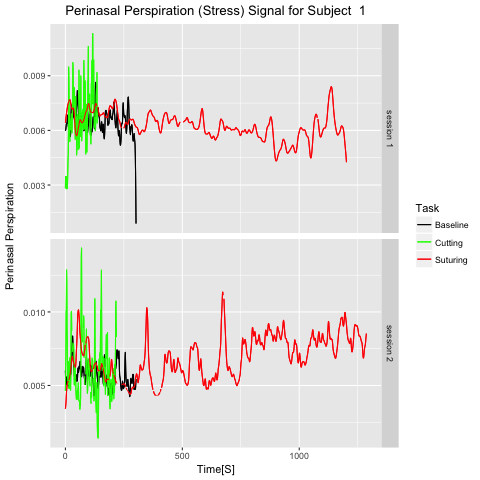 Perinasal Perspiration (Stress) Signal for Subject 1
0.009
0.006
0.003
session 1
0.010
0.005
session 2
0
500
1000
Time[S]
Perinasal Perspiration
Task
Baseline
Cutting
Suturing